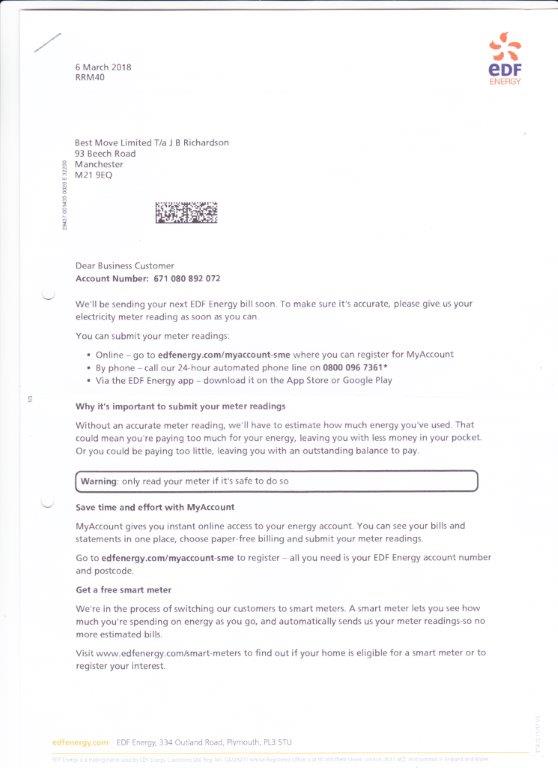 6 March 2018
RRM40
eDF
ENERGY
Best Move Limited T/a J B Richardson
93 Beech Road
Manchester
M21 9EQ
Dear Business Customer
Account Number: 671 080 892 072
We'll be sending your next EDF Energy bill soon. To make sure it's accurate, please give us your
electricity meter reading as soon as you can.
You can submit your meter readings:
• Online – go to edfenergy.com/myaccount-sme where you can register for MyAccount
• By phone – call our 24-hour automated phone line on 0800 096 7361*
• Via the EDF Energy app – download it on the App Store or Google Play
Why it's important to submit your meter readings
Without an accurate meter reading, we'll have to estimate how much energy you've used. That
could mean you're paying too much for your energy, leaving you with less money in your pocket.
Or you could be paying too little, leaving you with an outstanding balance to pay.
Warning: only read your meter if it's safe to do so
Save time and effort with MyAccount
MyAccount gives you instant online access to your energy account. You can see your bills and
statements in one place, choose paper-free billing and submit your meter readings.
Go to edfenergy.com/myaccount-sme to register – all you need is your EDF Energy account number
and postcode.
Get a free smart meter
We're in the process of switching our customers to smart meters. A smart meter lets you see how
much you're spending on energy as you go, and automatically sends us your meter readings-so no
more estimated bills.
Visit www.edfenergy.com/smart-meters to find out if your home is eligible for a smart meter or to
register your interest.
edfenergy.com EDF Energy, 334 Outland Road, Plymouth, PL3 5TU